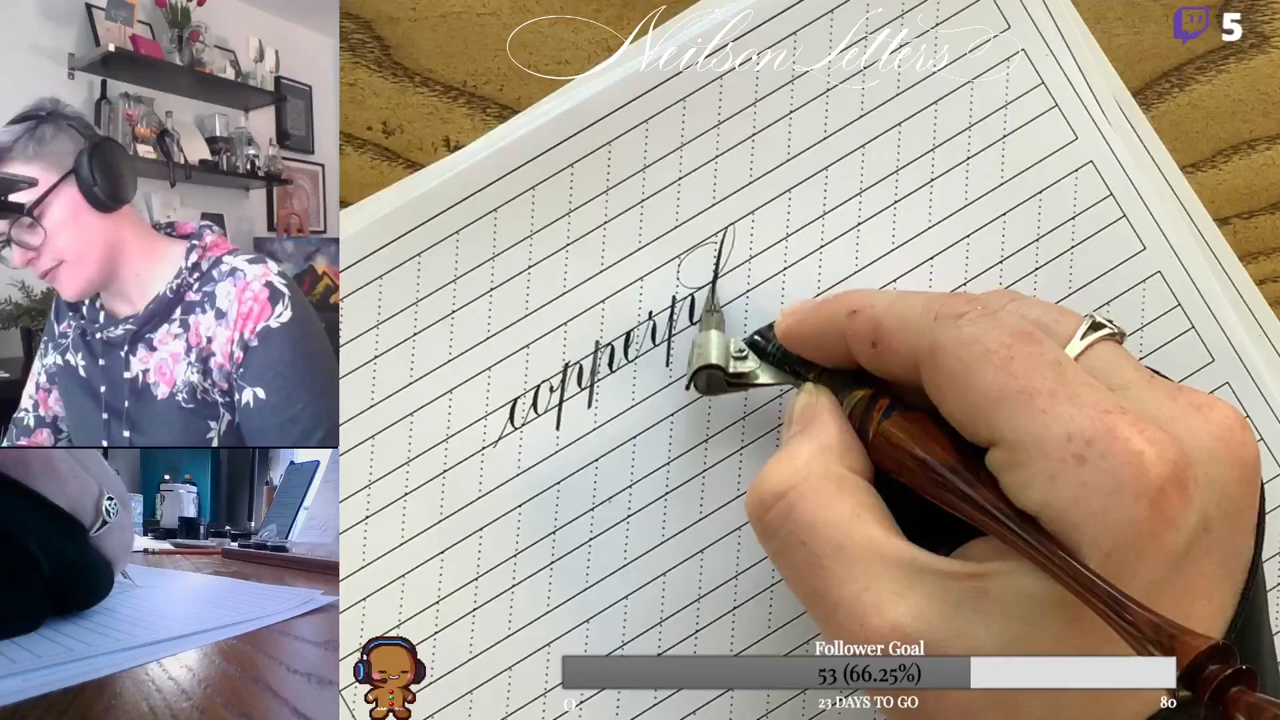 Neilson Letters
5
copperpl
Follower Goal
53 (66.25%)
0 23 DAYS TO GO 80